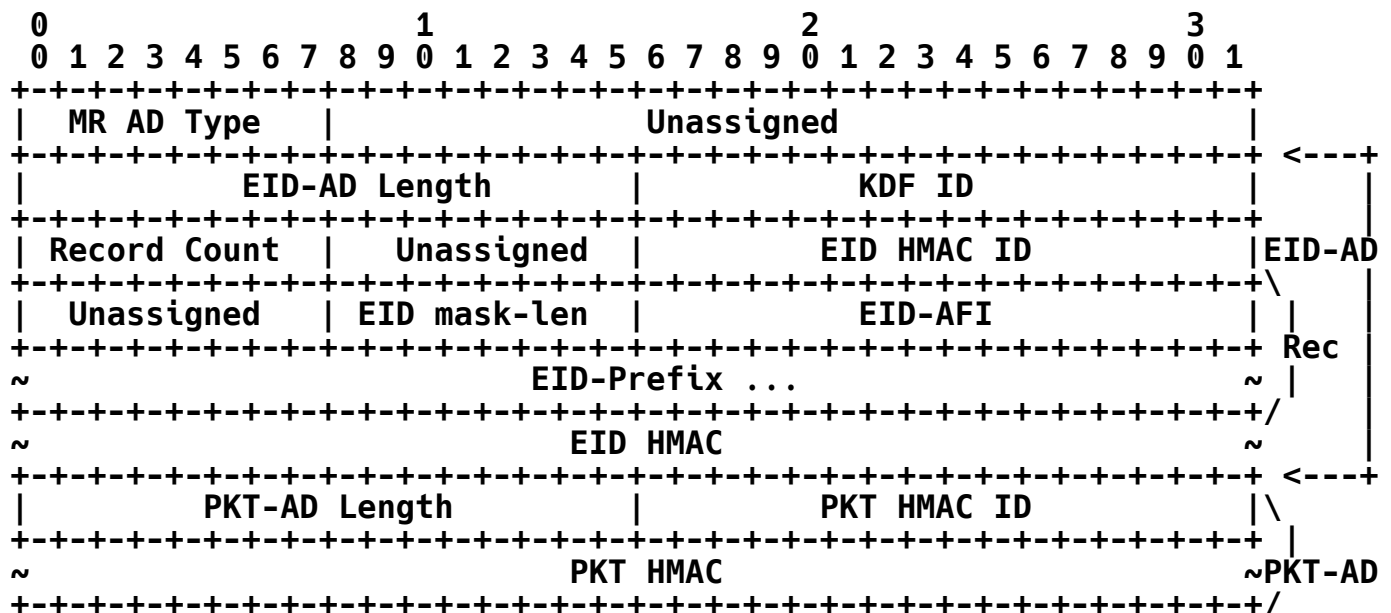 0                   1                   2                   3
 0 1 2 3 4 5 6 7 8 9 0 1 2 3 4 5 6 7 8 9 0 1 2 3 4 5 6 7 8 9 0 1
+-+-+-+-+-+-+-+-+-+-+-+-+-+-+-+-+-+-+-+-+-+-+-+-+-+-+-+-+-+-+-+-+
|  MR AD Type   |                Unassigned                     |
+-+-+-+-+-+-+-+-+-+-+-+-+-+-+-+-+-+-+-+-+-+-+-+-+-+-+-+-+-+-+-+-+ <---+
|           EID-AD Length       |           KDF ID              |     |
+-+-+-+-+-+-+-+-+-+-+-+-+-+-+-+-+-+-+-+-+-+-+-+-+-+-+-+-+-+-+-+-+     |
| Record Count  |   Unassigned  |         EID HMAC ID           |EID-AD
+-+-+-+-+-+-+-+-+-+-+-+-+-+-+-+-+-+-+-+-+-+-+-+-+-+-+-+-+-+-+-+-+\    |
|  Unassigned   | EID mask-len  |           EID-AFI             | |   |
+-+-+-+-+-+-+-+-+-+-+-+-+-+-+-+-+-+-+-+-+-+-+-+-+-+-+-+-+-+-+-+-+ Rec |
~                          EID-Prefix ...                       ~ |   |
+-+-+-+-+-+-+-+-+-+-+-+-+-+-+-+-+-+-+-+-+-+-+-+-+-+-+-+-+-+-+-+-+/    |
~                            EID HMAC                           ~     |
+-+-+-+-+-+-+-+-+-+-+-+-+-+-+-+-+-+-+-+-+-+-+-+-+-+-+-+-+-+-+-+-+ <---+
|         PKT-AD Length         |         PKT HMAC ID           |\
+-+-+-+-+-+-+-+-+-+-+-+-+-+-+-+-+-+-+-+-+-+-+-+-+-+-+-+-+-+-+-+-+ |
~                            PKT HMAC                           ~PKT-AD
+-+-+-+-+-+-+-+-+-+-+-+-+-+-+-+-+-+-+-+-+-+-+-+-+-+-+-+-+-+-+-+-+/